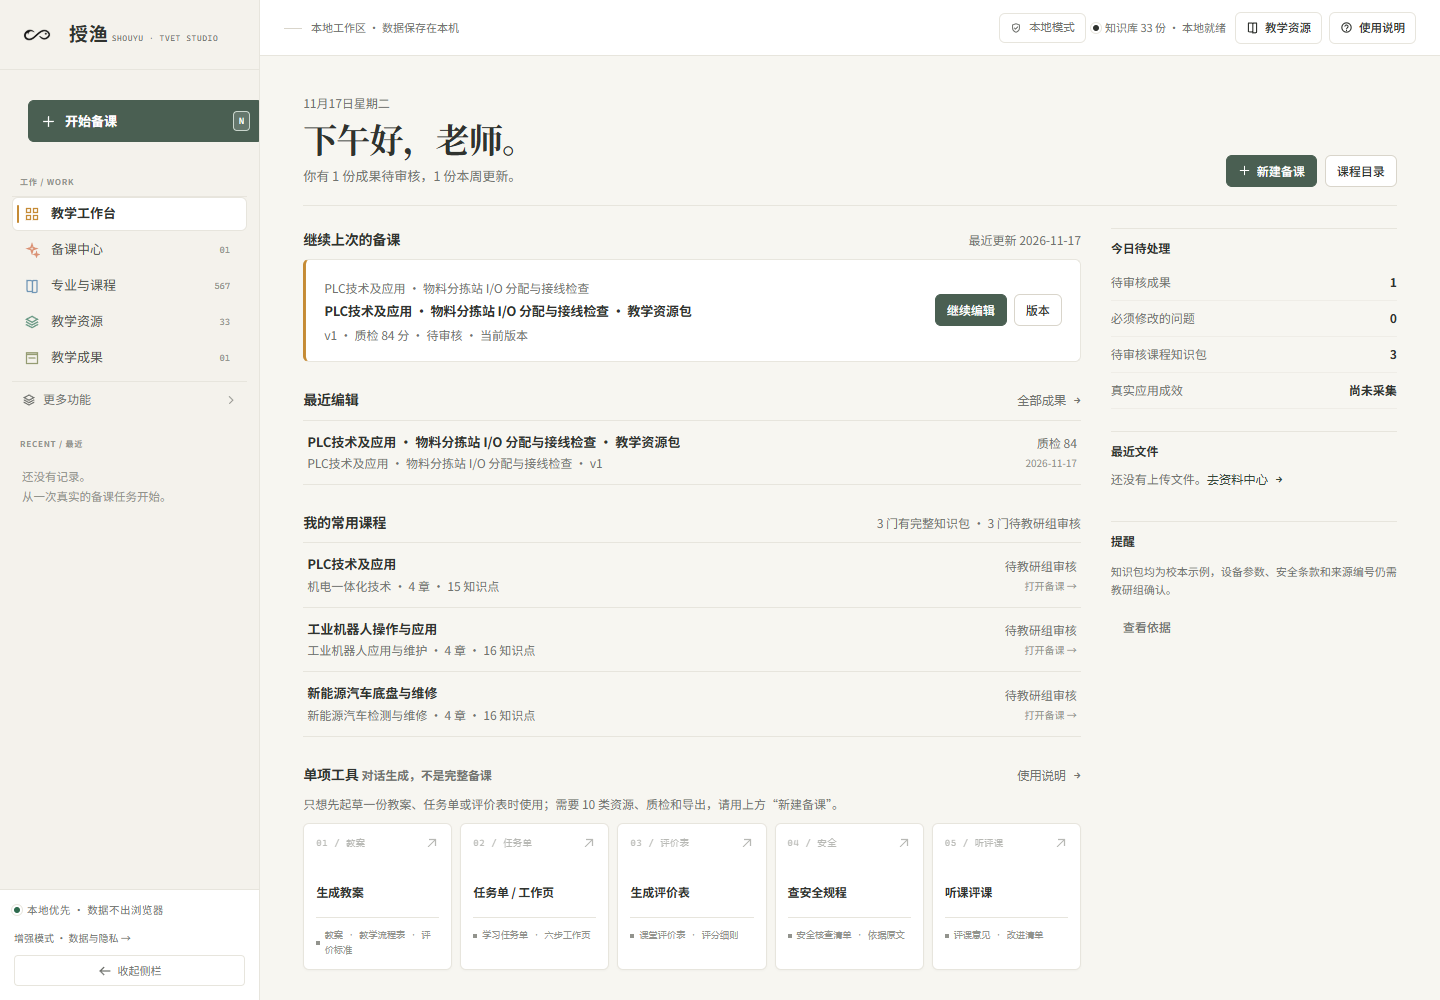 授渔 SHOUYU · TVET STUDIO
开始备课 N
工作 / WORK
教学工作台
备课中心 01
专业与课程 567
教学资源 33
教学成果 01
更多功能
RECENT / 最近
还没有记录。
从一次真实的备课任务开始。
本地优先 · 数据不出浏览器
增强模式 · 数据与隐私→
收起侧栏
本地工作区 · 数据保存在本机
本地模式
知识库 33 份 · 本地就绪
教学资源
使用说明
11月17日星期二
下午好，老师。
你有 1 份成果待审核，1 份本周更新。
新建备课
课程目录
继续上次的备课
最近更新 2026-11-17
PLC技术及应用 · 物料分拣站 I/O 分配与接线检查
PLC技术及应用 · 物料分拣站 I/O 分配与接线检查 · 教学资源包
v1 · 质检 84 分 · 待审核 · 当前版本
继续编辑
版本
最近编辑
全部成果 →
PLC技术及应用 · 物料分拣站 I/O 分配与接线检查 · 教学资源包
质检 84
PLC技术及应用 · 物料分拣站 I/O 分配与接线检查 · v1
2026-11-17
我的常用课程
3 门有完整知识包 · 3 门待教研组审核
PLC技术及应用
待教研组审核
机电一体化技术 · 4 章 · 15 知识点
打开备课→
工业机器人操作与应用
待教研组审核
工业机器人应用与维护 · 4 章 · 16 知识点
打开备课→
新能源汽车底盘与维修
待教研组审核
新能源汽车检测与维修 · 4 章 · 16 知识点
打开备课→
单项工具 对话生成，不是完整备课
使用说明 →
只想先起草一份教案、任务单或评价表时使用；需要 10 类资源、质检和导出，请用上方“新建备课”。
01 / 教案
生成教案
教案 · 教学流程表 · 评
价标准
02 / 任务单
任务单 / 工作页
学习任务单 · 六步工作页
03 / 评价表
生成评价表
课堂评价表 · 评分细则
04 / 安全
查安全规程
安全核查清单 · 依据原文
05 / 听评课
听课评课
评课意见 · 改进清单
今日待处理
待审核成果 1
必须修改的问题 0
待审核课程知识包 3
真实应用成效 尚未采集
最近文件
还没有上传文件。去资料中心 →
提醒
知识包均为校本示例，设备参数、安全条款和来源编号仍需
教研组确认。
查看依据